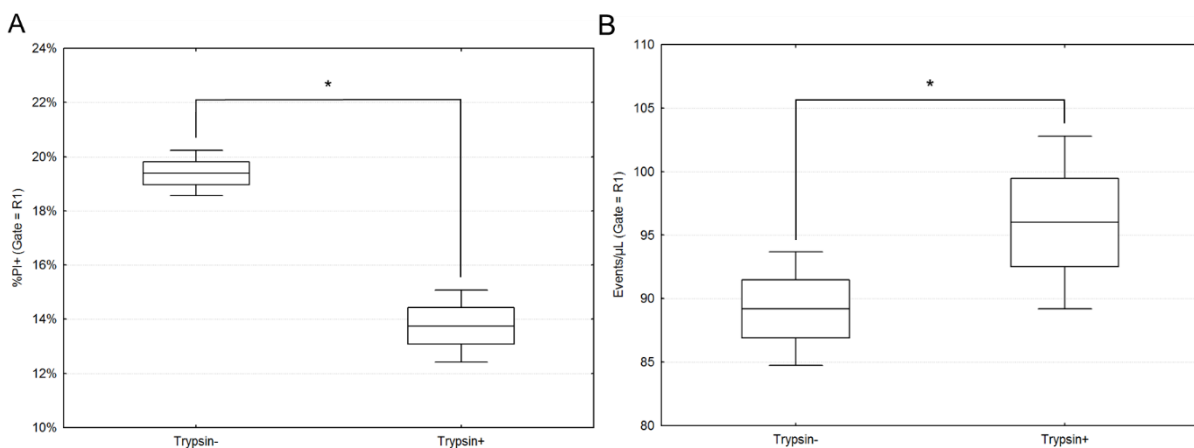 A
24%
22%
20%
18%
16%
14%
12%
10%
%PI+ (Gate = R1)
*
Trypsin-
Trypsin+
B
110
105
100
95
90
85
80
Events/µL (Gate = R1)
*
Trypsin-
Trypsin+